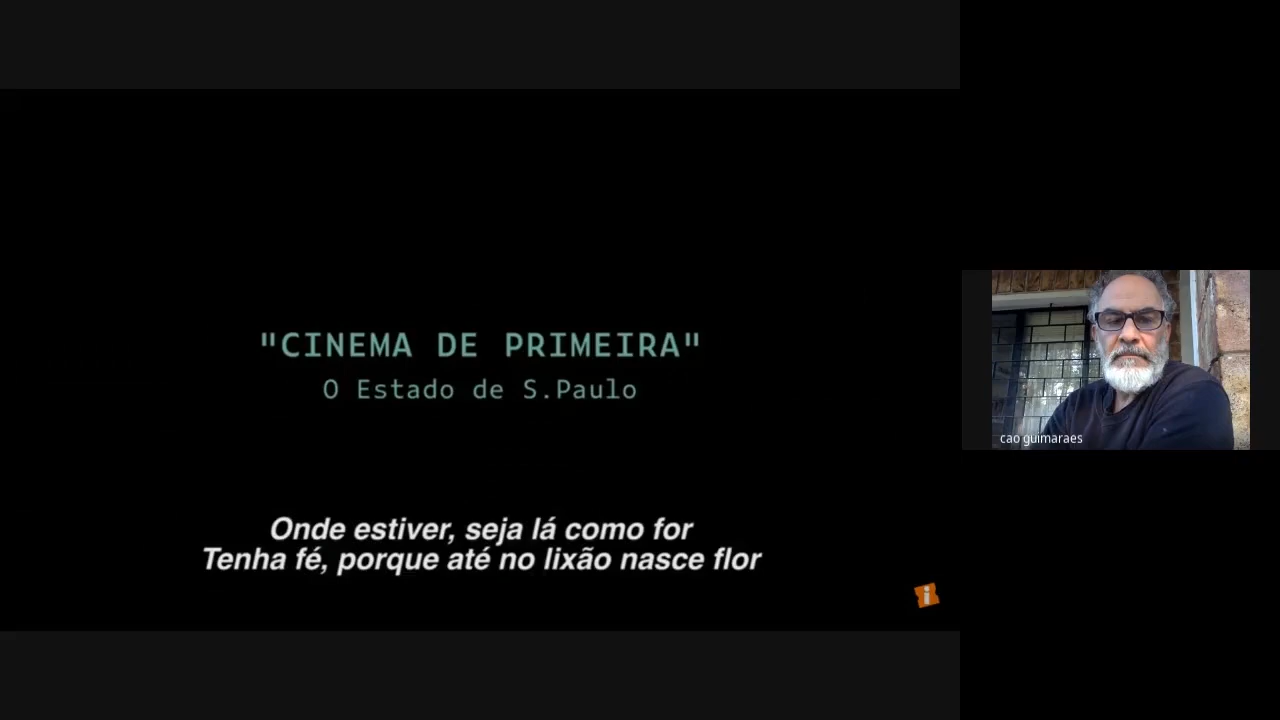 "CINEMA DE PRIMEIRA"
O Estado de S.Paulo
Onde estiver, seja lá como for
Tenha fé, porque até no lixão nasce flor
i
cao guimaraes